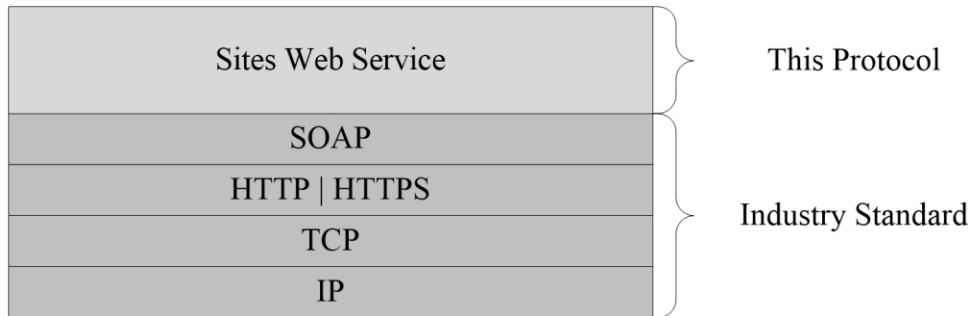 Sites Web Service
This Protocol
SOAP
HTTP | HTTPS
TCP
Industry Standard
IP